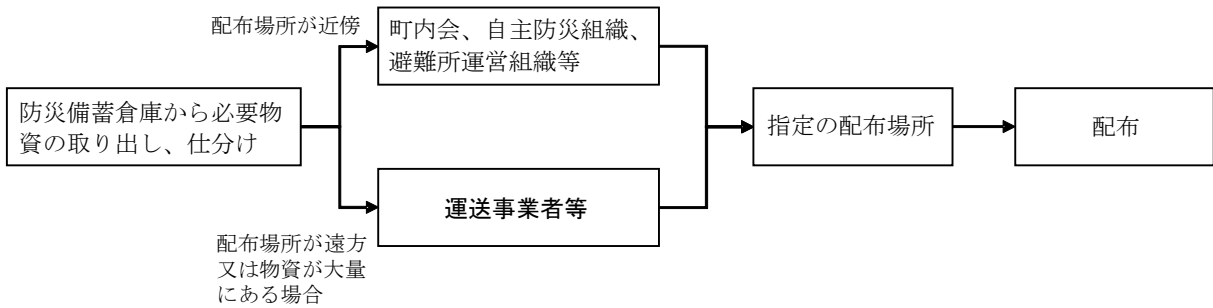 配布場所が近傍
町内会、自主防災組織、
避難所運営組織等
防災備蓄倉庫から必要物
資の取り出し、仕分け
指定の配布場所
配布
運送事業者等
配布場所が遠方
又は物資が大量
にある場合